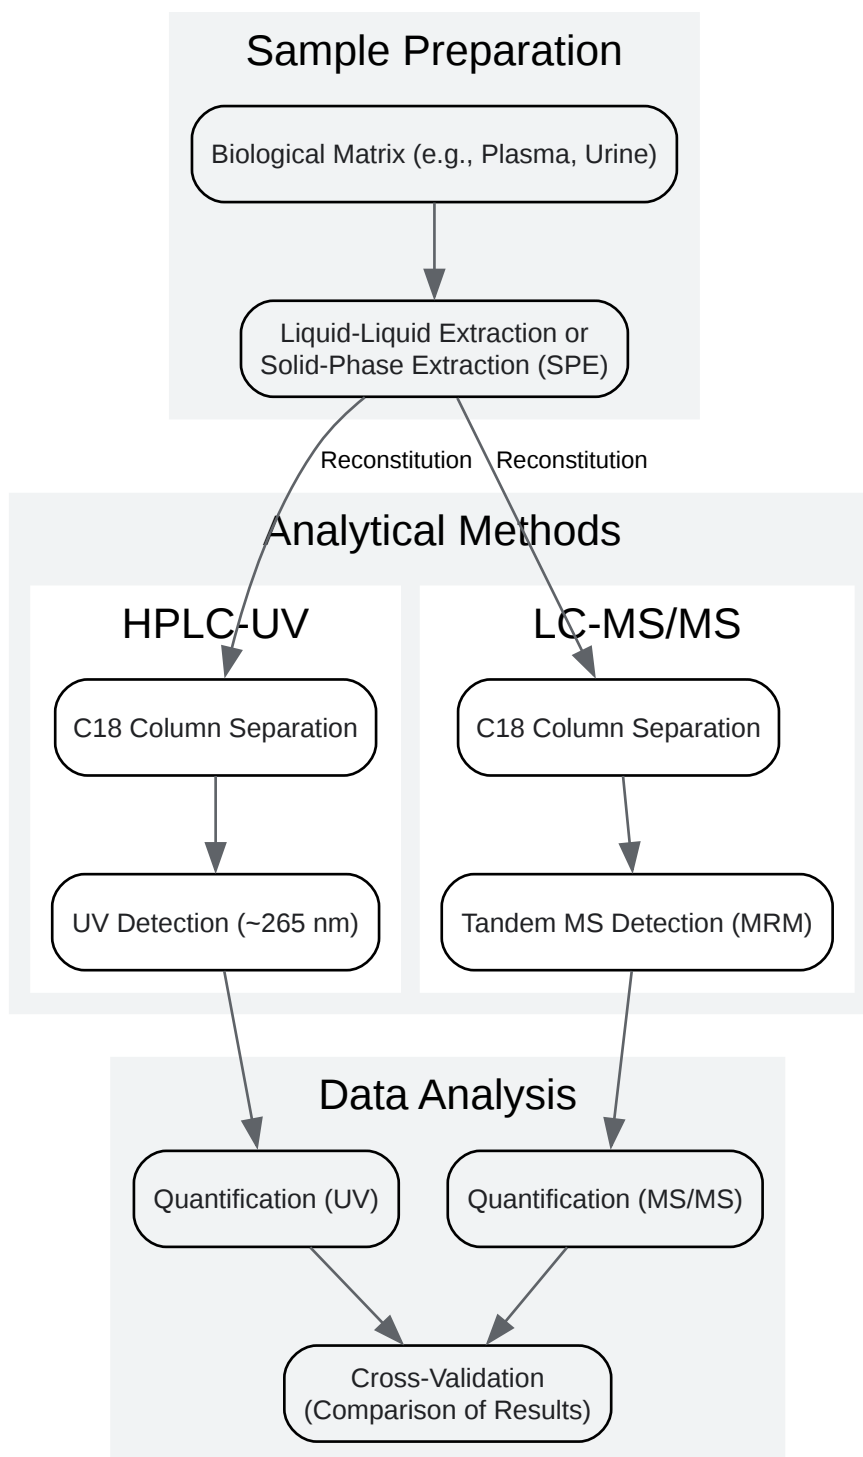 Sample Preparation
Biological Matrix (e.g., Plasma, Urine)
Liquid-Liquid Extraction or
Solid-Phase Extraction (SPE)
Reconstitution
Reconstitution
Analytical Methods
HPLC-UV
LC-MS/MS
C18 Column Separation
C18 Column Separation
UV Detection (~265 nm)
Tandem MS Detection (MRM)
Data Analysis
Quantification (UV)
Quantification (MS/MS)
Cross-Validation
(Comparison of Results)